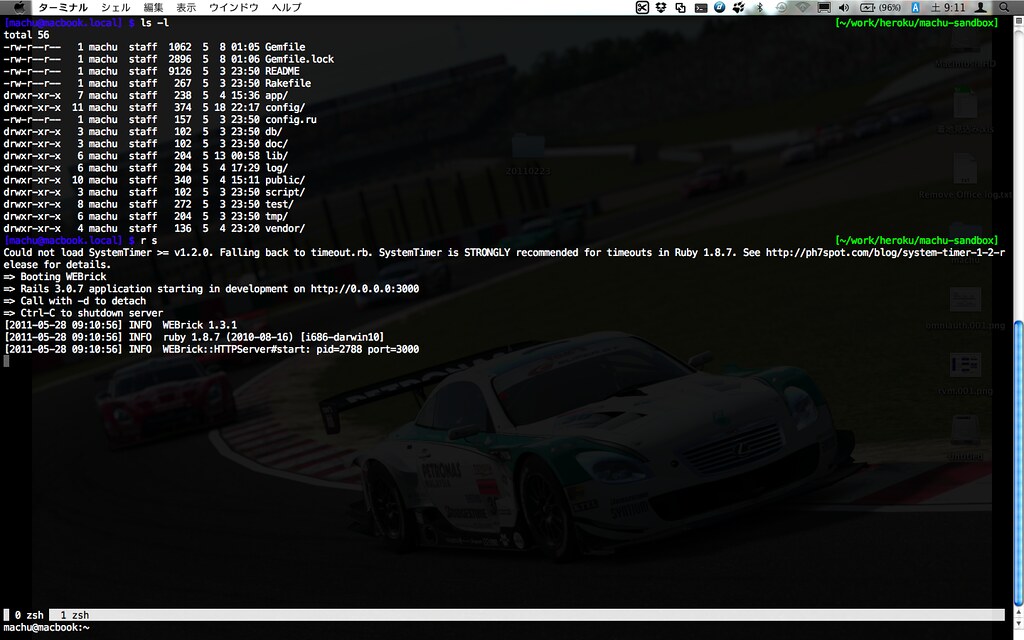 ターミナル シェル 編集 表示 ウインドウ ヘルプ (96%) A 土 9:11
[machu@macbook.local] $ ls -l [~/work/heroku/machu-sandbox]
total 56
-rw-r--r-- 1 machu staff 1062 5 8 01:05 Gemfile
-rw-r--r-- 1 machu staff 2896 5 8 01:06 Gemfile.lock
-rw-r--r-- 1 machu staff 9126 5 3 23:50 README
-rw-r--r-- 1 machu staff 267 5 3 23:50 Rakefile
drwxr-xr-x 7 machu staff 238 5 4 15:36 app/
drwxr-xr-x 11 machu staff 374 5 18 22:17 config/
-rw-r--r-- 1 machu staff 157 5 3 23:50 config.ru
drwxr-xr-x 3 machu staff 102 5 3 23:50 db/
drwxr-xr-x 3 machu staff 102 5 3 23:50 doc/
drwxr-xr-x 6 machu staff 204 5 13 00:58 lib/
drwxr-xr-x 6 machu staff 204 5 4 17:29 log/
drwxr-xr-x 10 machu staff 340 5 4 15:11 public/
drwxr-xr-x 3 machu staff 102 5 3 23:50 script/
drwxr-xr-x 8 machu staff 272 5 3 23:50 test/
drwxr-xr-x 6 machu staff 204 5 3 23:50 tmp/
drwxr-xr-x 4 machu staff 136 5 4 23:20 vendor/
[machu@macbook.local] $ r s [~/work/heroku/machu-sandbox]
Could not load SystemTimer >= v1.2.0. Falling back to timeout.rb. SystemTimer is STRONGLY recommended for timeouts in Ruby 1.8.7. See http://ph7spot.com/blog/system-timer-1-2-r
elease for details.
=> Booting WEBrick
=> Rails 3.0.7 application starting in development on http://0.0.0.0:3000
=> Call with -d to detach
=> Ctrl-C to shutdown server
[2011-05-28 09:10:56] INFO WEBrick 1.3.1
[2011-05-28 09:10:56] INFO ruby 1.8.7 (2010-08-16) [i686-darwin10]
[2011-05-28 09:10:56] INFO WEBrick::HTTPServer#start: pid=2788 port=3000
PETRONAS
0 zsh 1 zsh
machu@macbook:~